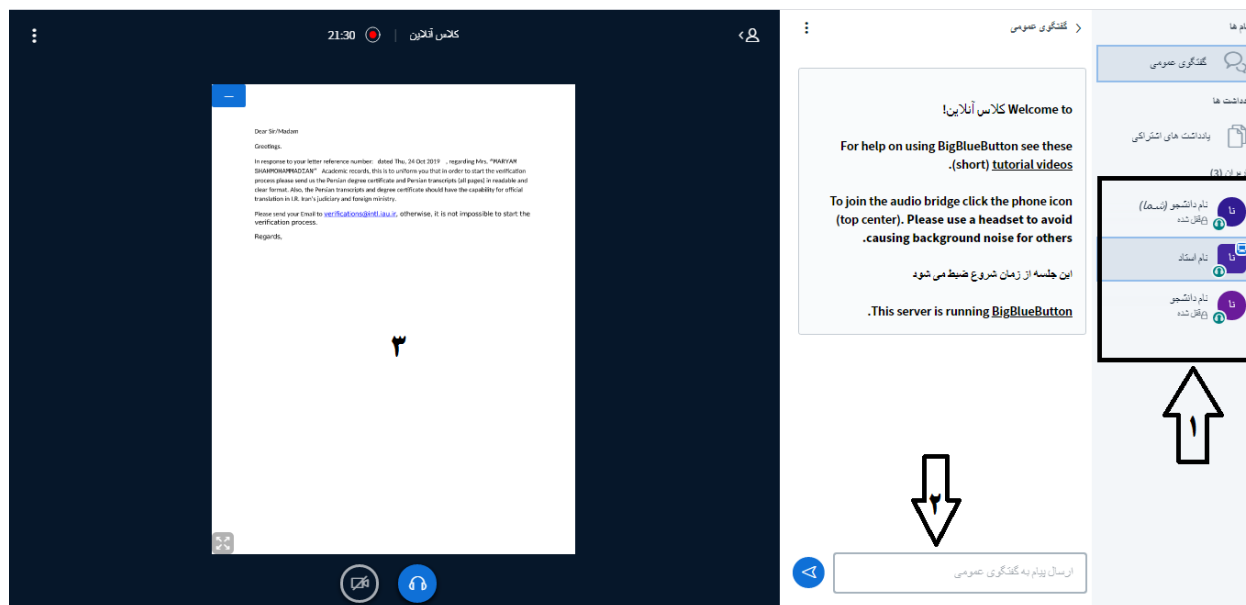 کلاس آنلاین | 21:30
Dear Sir/Madam
Greetings,
In response to your letter reference number: dated Thu, 24 Oct 2019 , regarding Mrs. "MARYAM
SHAHMOHAMMADIAN" Academic records, this is to uniform you that in order to start the verification
process please send us the Persian degree certificate and Persian transcripts (all pages) in readable and
clear format. Also, the Persian transcripts and degree certificate should have the capability for official
translation in I.R. Iran's judiciary and foreign ministry.
Please send your Email to verifications@intl.iau.ir, otherwise, it is not impossible to start the
verification process.
Regards,
۳
گفتگوی عمومی
Welcome to کلاس آنلاین!
For help on using BigBlueButton see these
(short) tutorial videos.
To join the audio bridge click the phone icon
(top center). Please use a headset to avoid
causing background noise for others.
این جلسه از زمان شروع ضبط می شود
This server is running BigBlueButton.
۲
ارسال پیام به گفتگوی عمومی
گفتگوی عمومی
یادداشت های اشتراکی
(3)
نا
نام دانشجو (شما)
قفل شده
نا
نام استاد
نا
نام دانشجو
قفل شده
۱